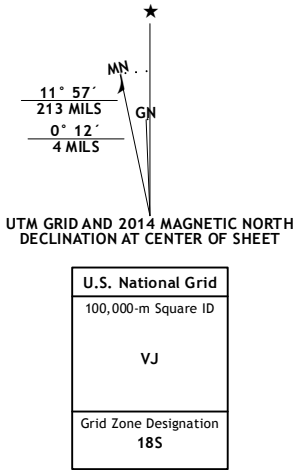 MN
11° 57´
213 MILS
GN
0° 12´
4 MILS
UTM GRID AND 2014 MAGNETIC NORTH
DECLINATION AT CENTER OF SHEET
U.S. National Grid
100,000-m Square ID
VJ
Grid Zone Designation
18S